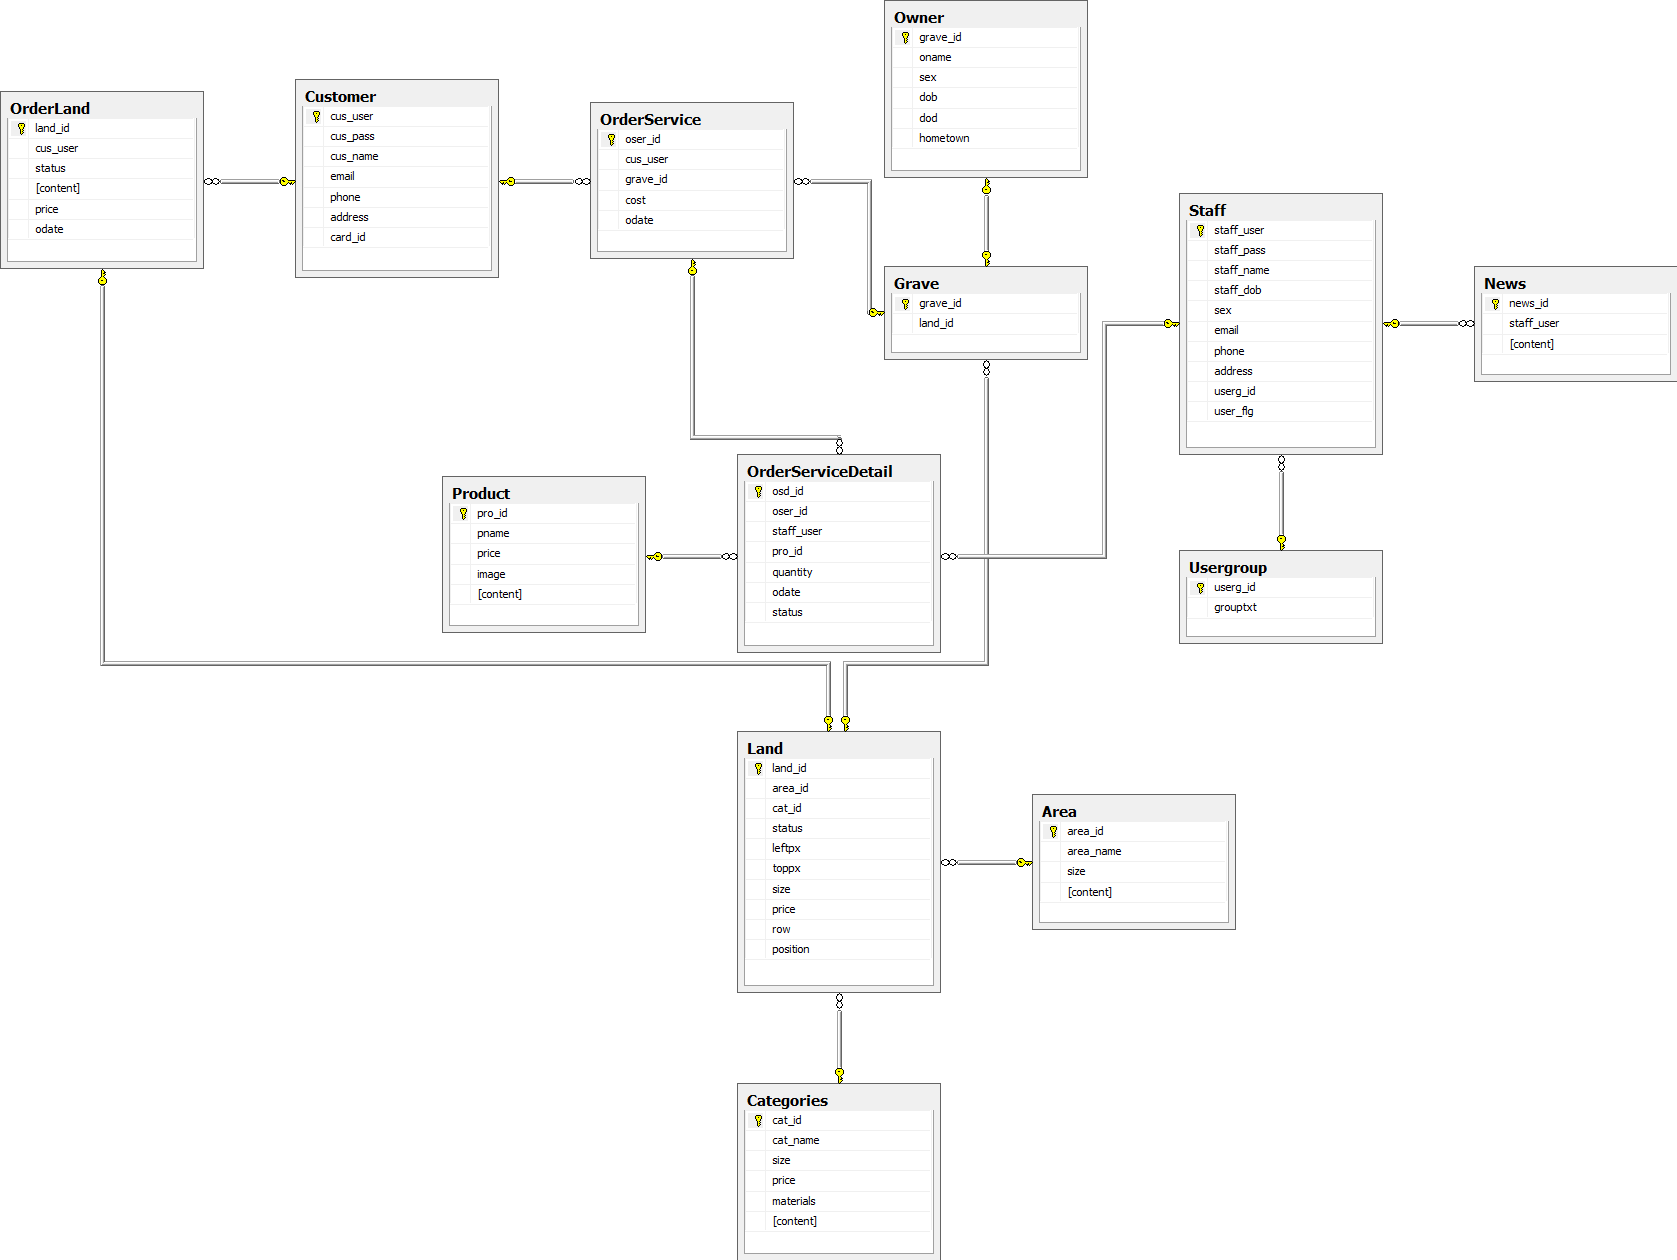 Owner
grave_id
oname
sex
dob
dod
hometown
OrderLand
land_id
cus_user
status
[content]
price
odate
Customer
cus_user
cus_pass
cus_name
email
phone
address
card_id
OrderService
oser_id
cus_user
grave_id
cost
odate
Grave
grave_id
land_id
Staff
staff_user
staff_pass
staff_name
staff_dob
sex
email
phone
address
userg_id
user_flg
News
news_id
staff_user
[content]
Product
pro_id
pname
price
image
[content]
OrderServiceDetail
osd_id
oser_id
staff_user
pro_id
quantity
odate
status
Usergroup
userg_id
grouptxt
Land
land_id
area_id
cat_id
status
leftpx
toppx
size
price
row
position
Area
area_id
area_name
size
[content]
Categories
cat_id
cat_name
size
price
materials
[content]